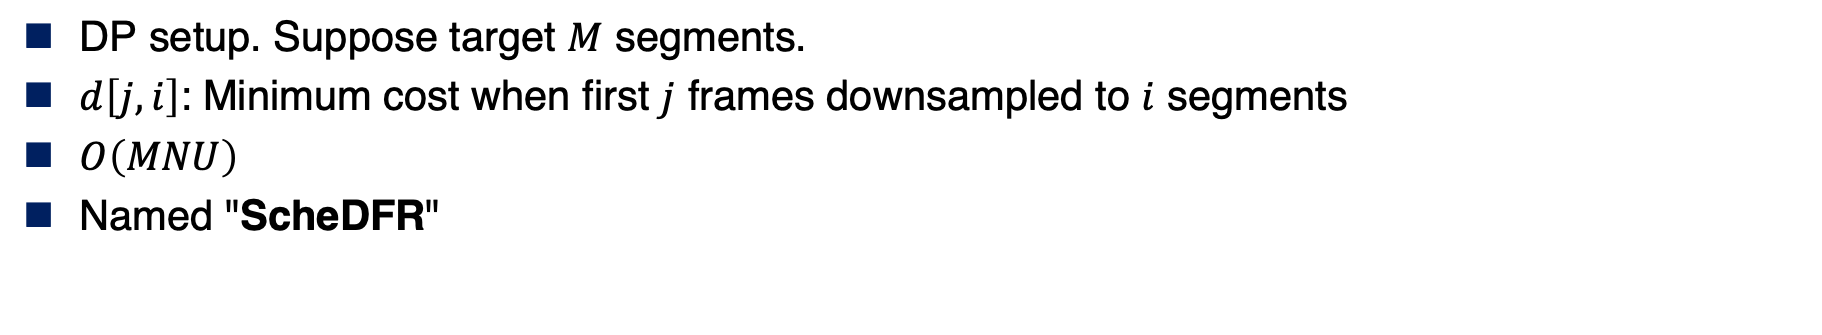 DP setup. Suppose target M segments.
d[j, i]: Minimum cost when first j frames downsampled to i segments
O(MNU)
Named "ScheDFR"